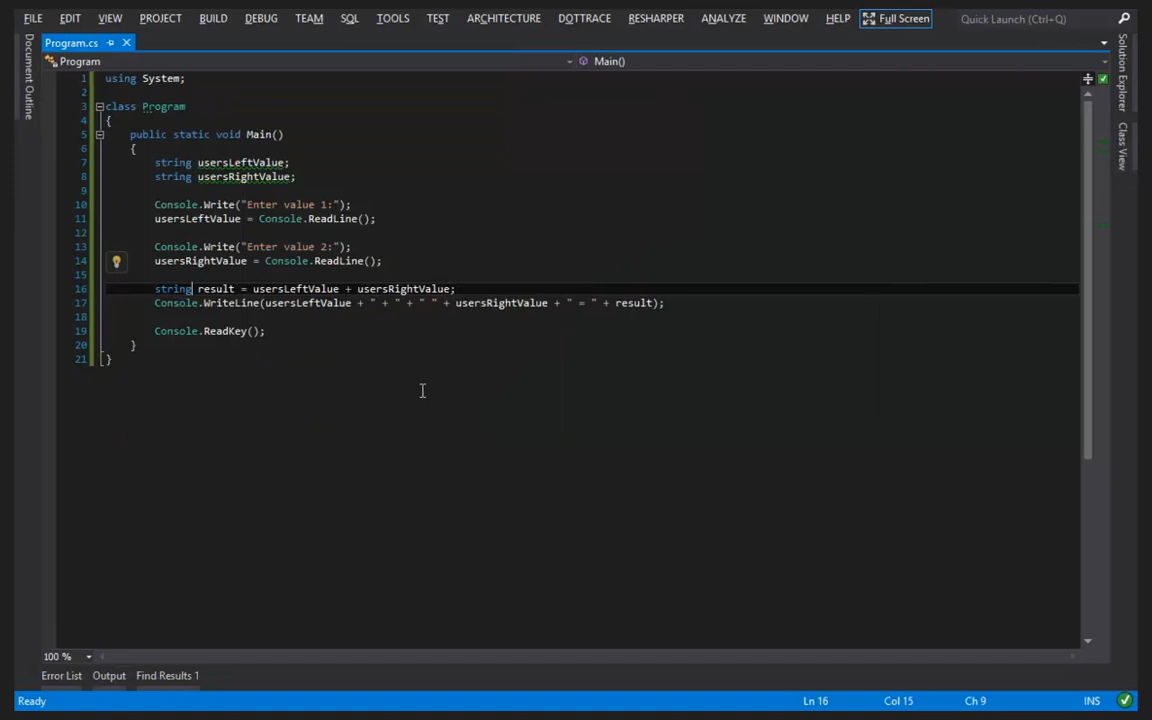 FILE EDIT VIEW PROJECT BUILD DEBUG TEAM SQL TOOLS TEST ARCHITECTURE DOTTRACE RESHARPER ANALYZE WINDOW HELP Full Screen Quick Launch (Ctrl+Q)
Document Outline
Program.cs
Program Main()
Solution Explorer
Class View
1 using System;
2
3 class Program
4 {
5 public static void Main()
6 {
7 string usersLeftValue;
8 string usersRightValue;
9
10 Console.Write("Enter value 1:");
11 usersLeftValue = Console.ReadLine();
12
13 Console.Write("Enter value 2:");
14 usersRightValue = Console.ReadLine();
15
16 string result = usersLeftValue + usersRightValue;
17 Console.WriteLine(usersLeftValue + " + " + " " + usersRightValue + " = " + result);
18
19 Console.ReadKey();
20 }
21 }
100 %
Error List Output Find Results 1
Ready Ln 16 Col 15 Ch 9 INS